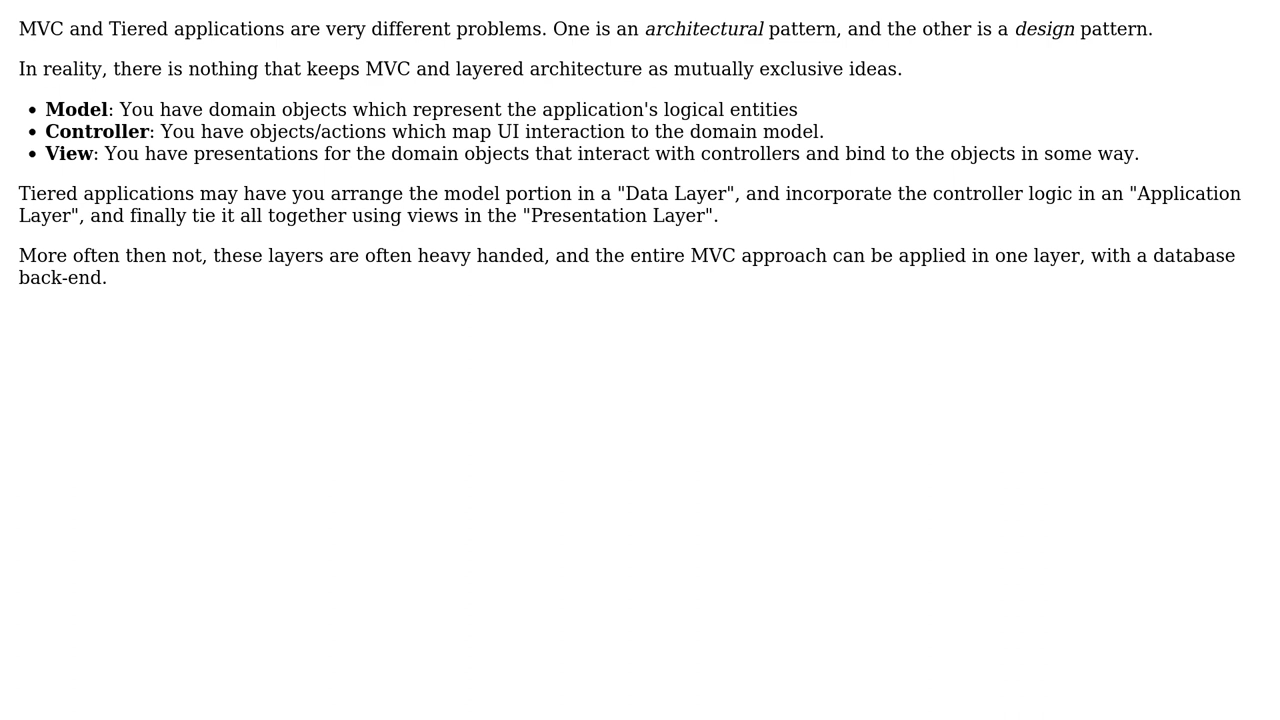 MVC and Tiered applications are very different problems. One is an architectural pattern, and the other is a design pattern.
In reality, there is nothing that keeps MVC and layered architecture as mutually exclusive ideas.
• Model: You have domain objects which represent the application's logical entities
• Controller: You have objects/actions which map UI interaction to the domain model.
• View: You have presentations for the domain objects that interact with controllers and bind to the objects in some way.
Tiered applications may have you arrange the model portion in a "Data Layer", and incorporate the controller logic in an "Application
Layer", and finally tie it all together using views in the "Presentation Layer".
More often then not, these layers are often heavy handed, and the entire MVC approach can be applied in one layer, with a database
back-end.